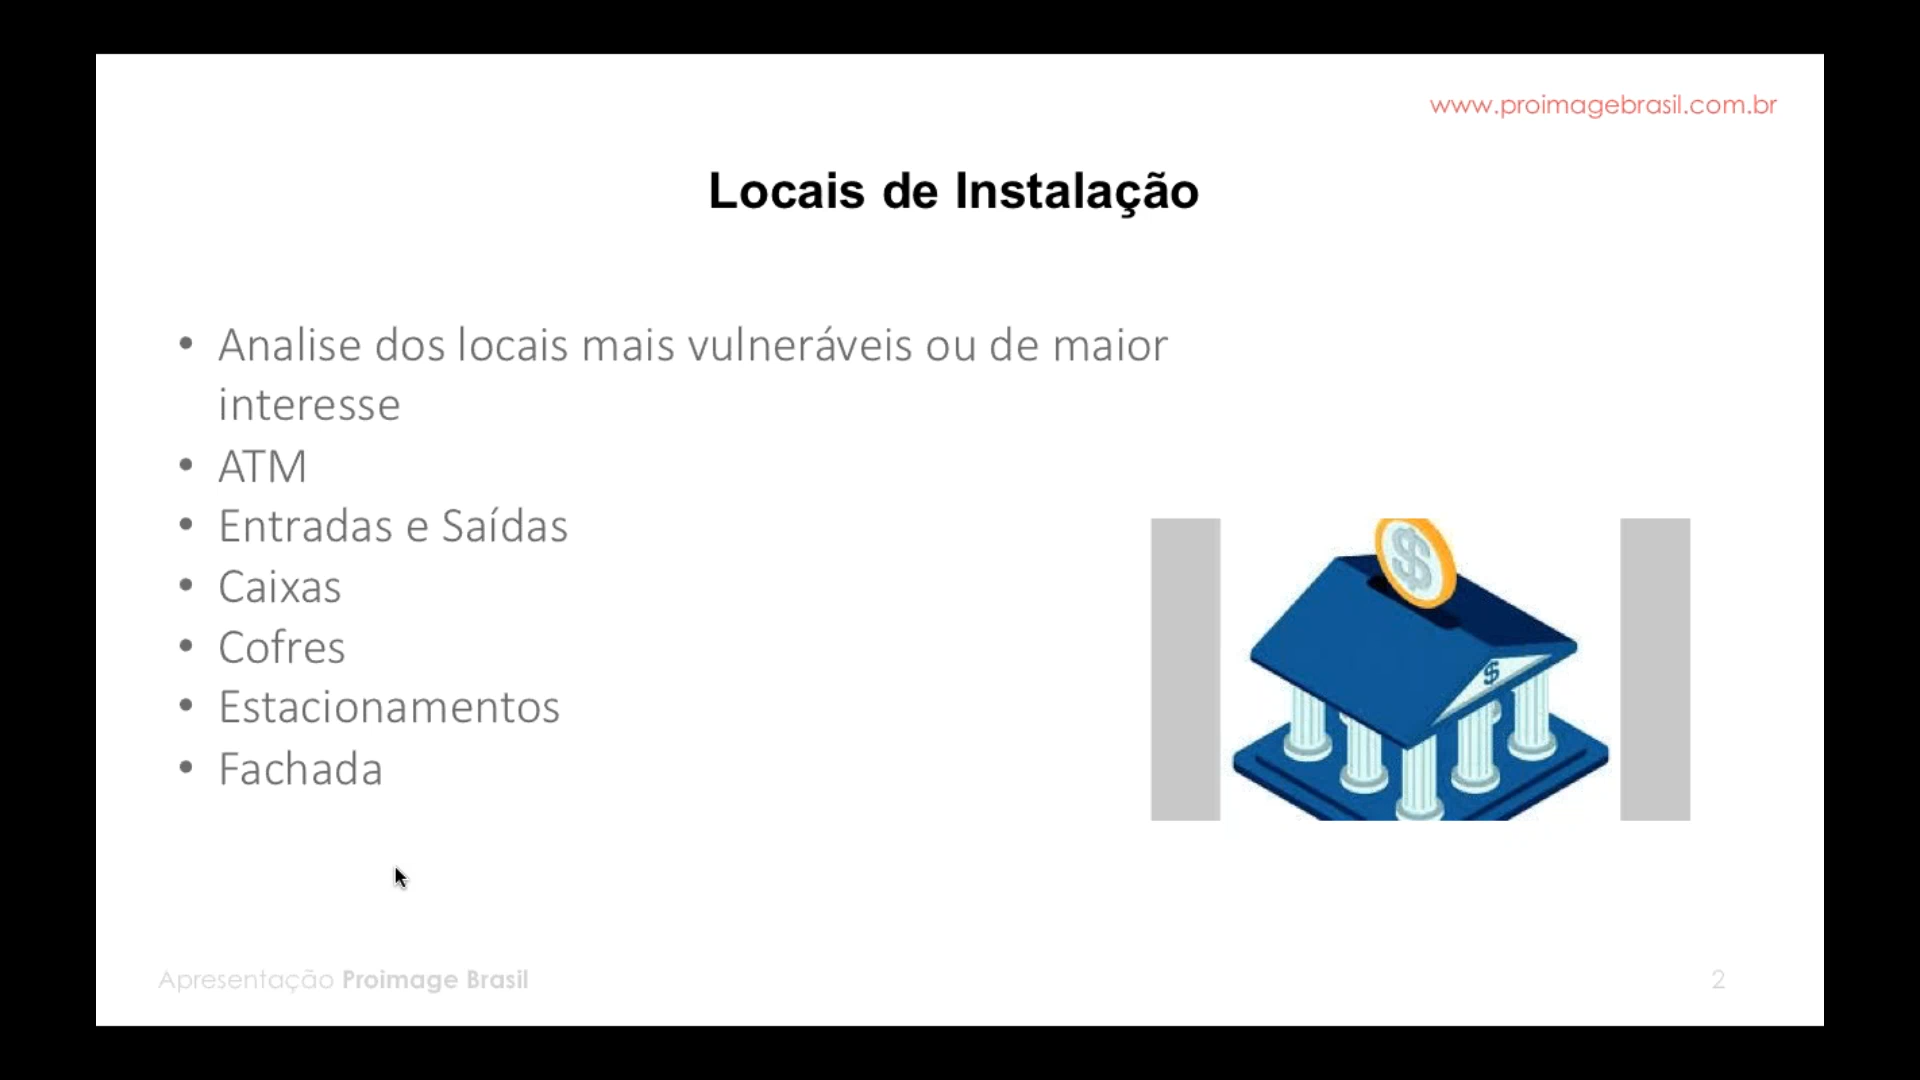 www.proimagebrasil.com.br
Locais de Instalação
• Analise dos locais mais vulneráveis ou de maior
interesse
• ATM
• Entradas e Saídas
• Caixas
• Cofres
• Estacionamentos
• Fachada
$
$
Apresentação Proimage Brasil
2